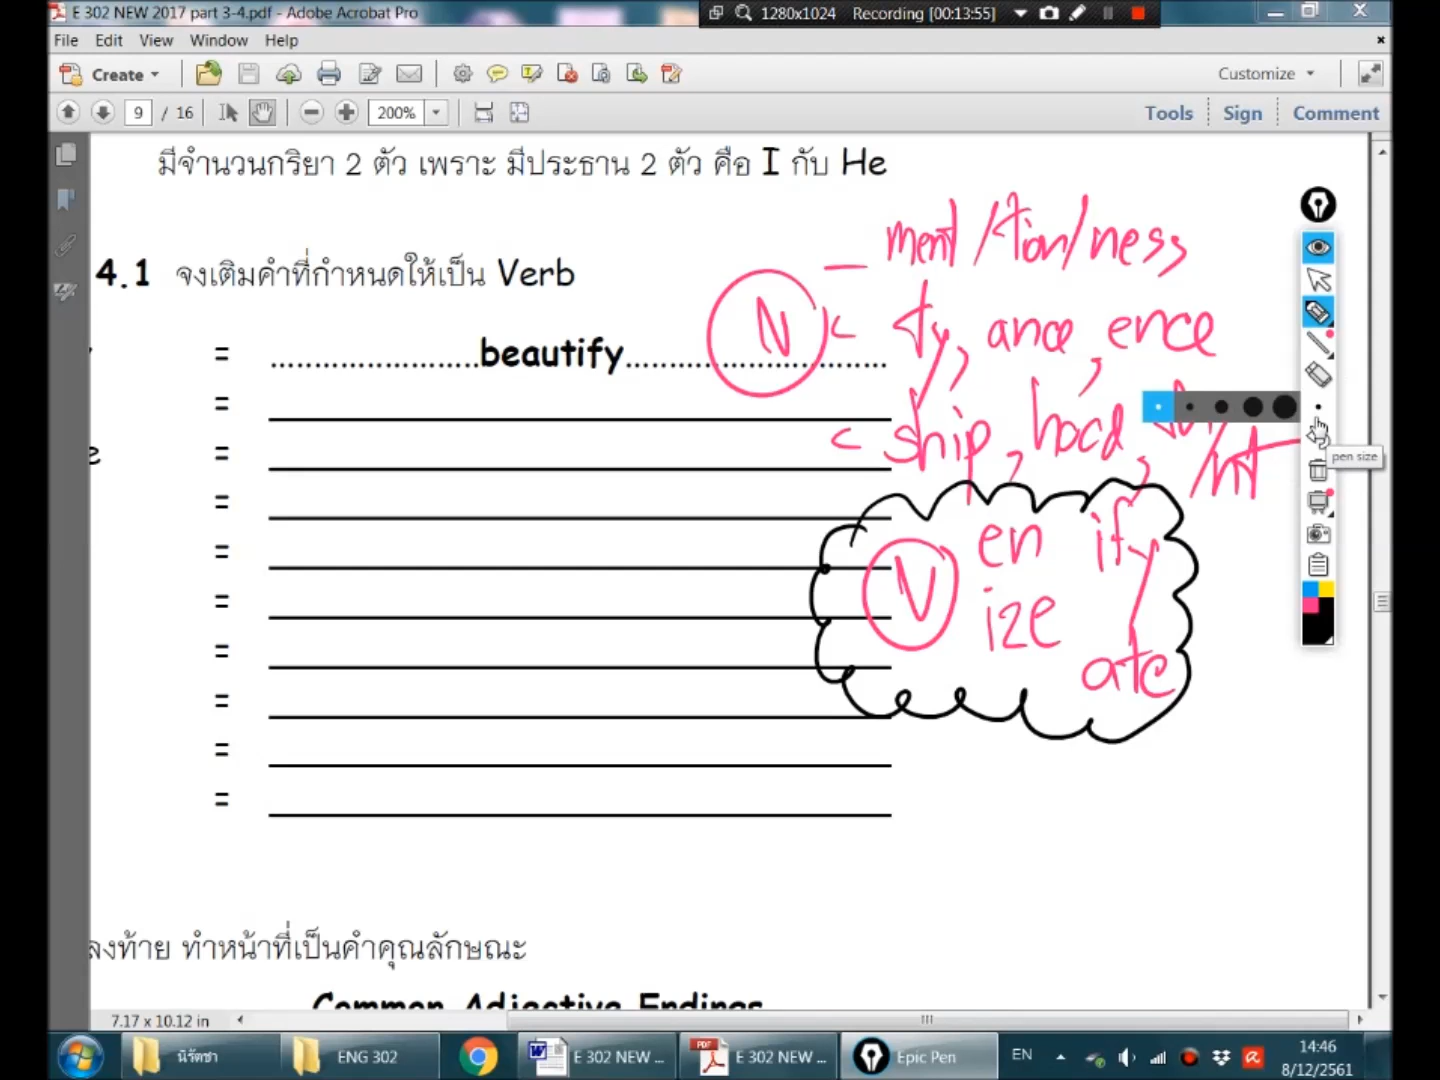 E 302 NEW 2017 part 3-4.pdf - Adobe Acrobat Pro
1280x1024 Recording [00:13:55]
File Edit View Window Help
Create Customize
9 / 16 200% Tools Sign Comment
มีจำนวนกริยา 2 ตัว เพราะ มีประธาน 2 ตัว คือ I กับ He
ment /tion/ness
4.1 จงเติมคำที่กำหนดให้เป็น Verb
N ty, ance, ence
= .......................beautify...........................
=
ship, hood,
e =
pen size
=
en ify
=
V ize
=
ate
=
=
=
=
ลงท้าย ทำหน้าที่เป็นคำคุณลักษณะ
Common Adjective Endings
7.17 x 10.12 in
นิรัตชา ENG 302 E 302 NEW ... E 302 NEW ... Epic Pen EN 14:46
8/12/2561